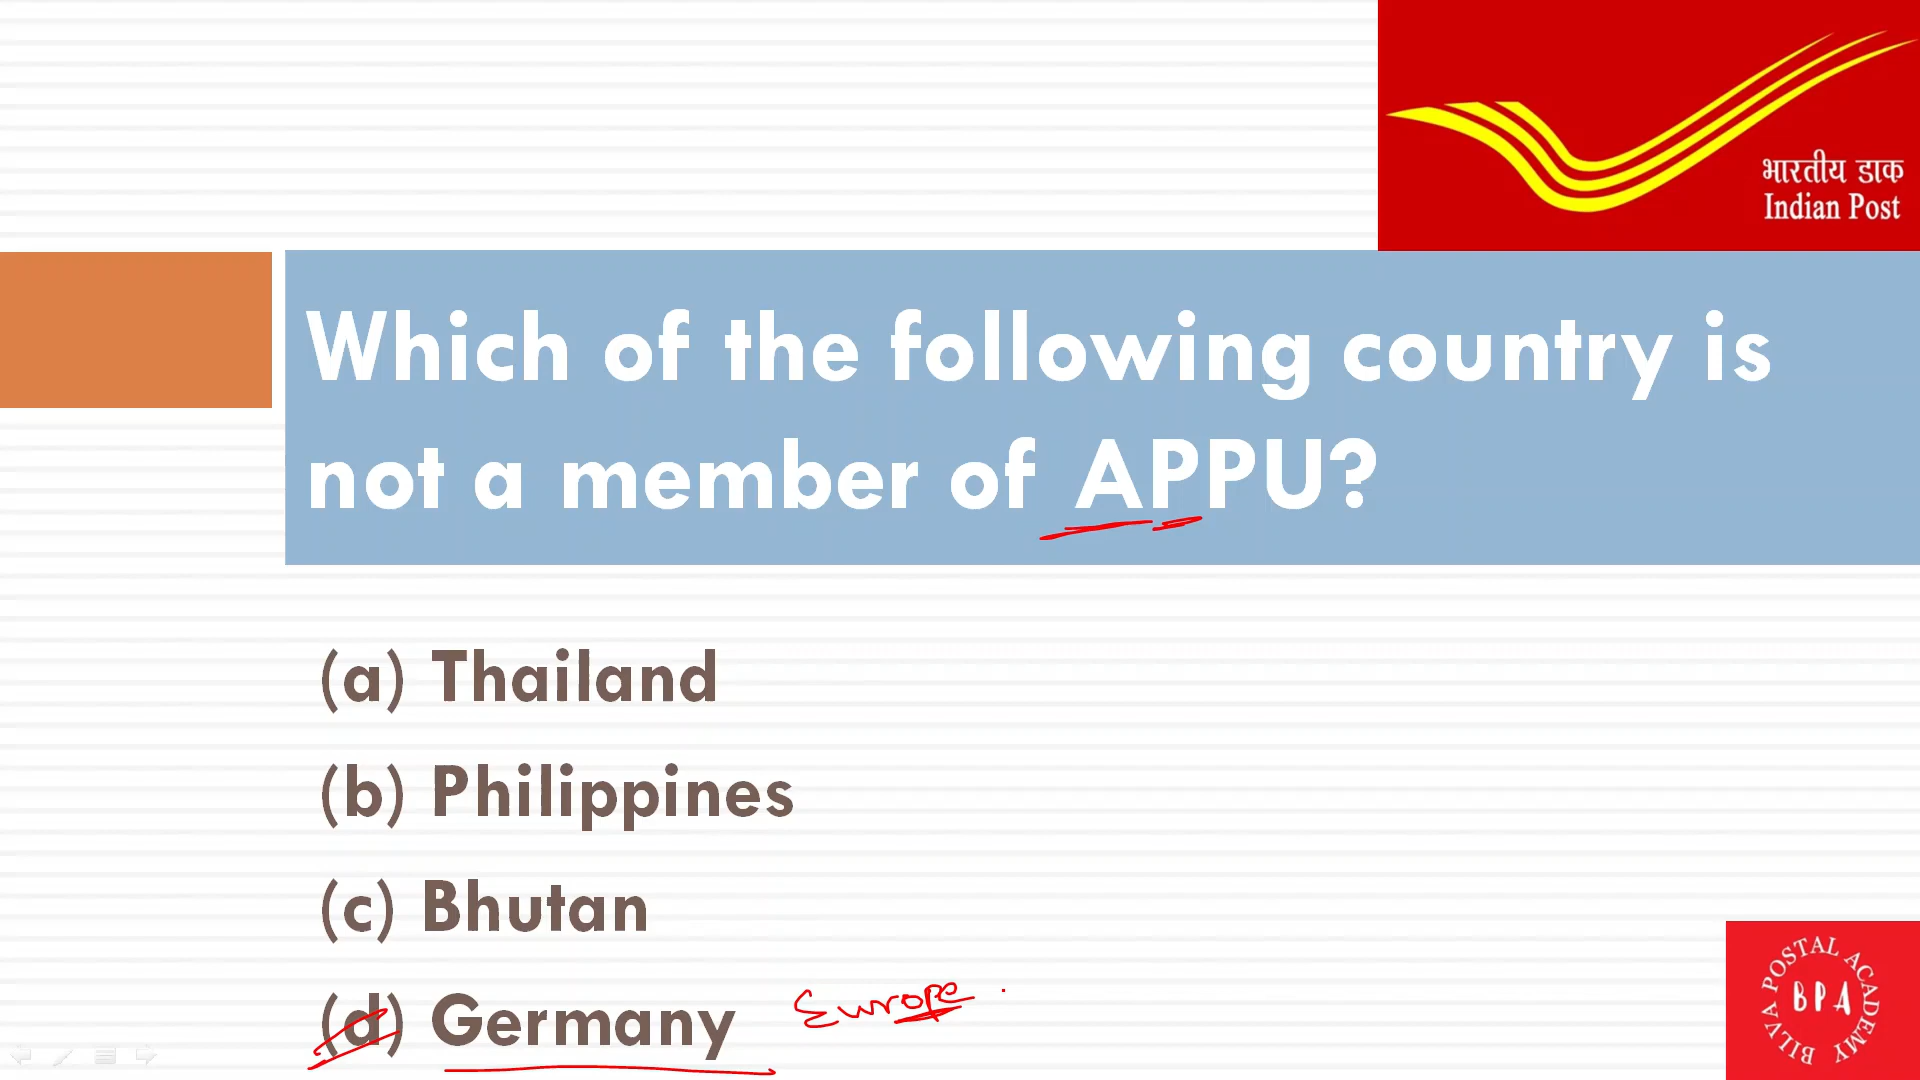 भारतीय डाक
Indian Post
Which of the following country is
not a member of APPU?
(a) Thailand
(b) Philippines
(c) Bhutan
(d) Germany Europe
BILVA POSTAL ACADEMY
BPA